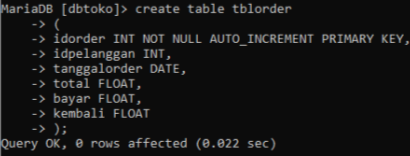 MariaDB [dbtoko]> create table tblorder
-> (
-> idorder INT NOT NULL AUTO_INCREMENT PRIMARY KEY,
-> idpelanggan INT,
-> tanggalorder DATE,
-> total FLOAT,
-> bayar FLOAT,
-> kembali FLOAT
-> );
Query OK, 0 rows affected (0.022 sec)